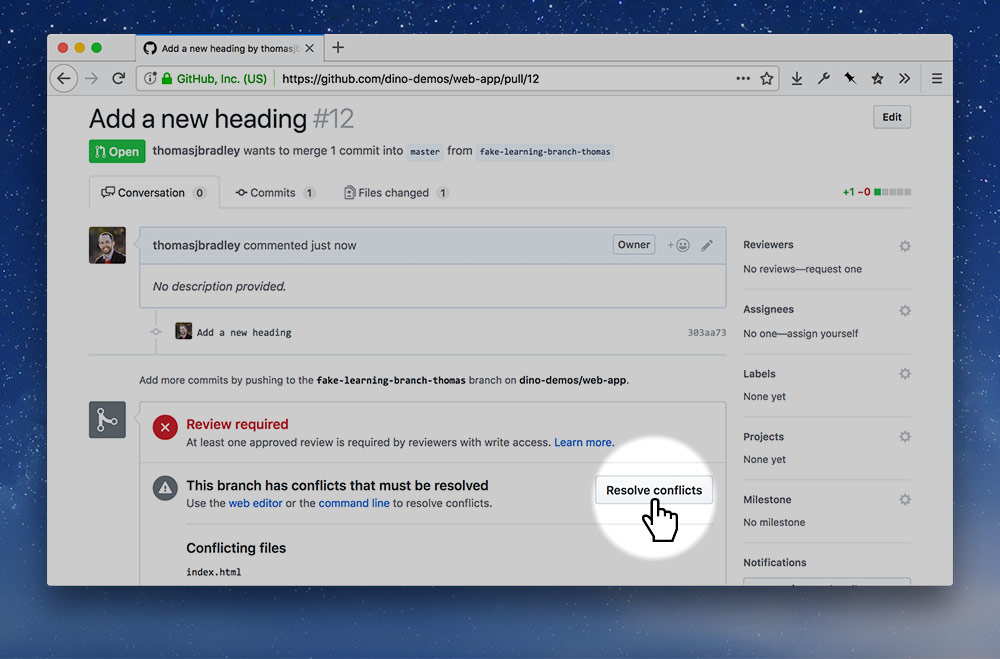 Add a new heading by thomasjb
GitHub, Inc. (US)
https://github.com/dino-demos/web-app/pull/12
Add a new heading #12
Edit
Open
thomasjbradley wants to merge 1 commit into master from fake-learning-branch-thomas
Conversation 0
Commits 1
Files changed 1
+1 −0
thomasjbradley commented just now
Owner
No description provided.
Add a new heading
303aa73
Add more commits by pushing to the fake-learning-branch-thomas branch on dino-demos/web-app.
Review required
At least one approved review is required by reviewers with write access. Learn more.
This branch has conflicts that must be resolved
Use the web editor or the command line to resolve conflicts.
Resolve conflicts
Conflicting files
index.html
Reviewers
No reviews—request one
Assignees
No one—assign yourself
Labels
None yet
Projects
None yet
Milestone
No milestone
Notifications